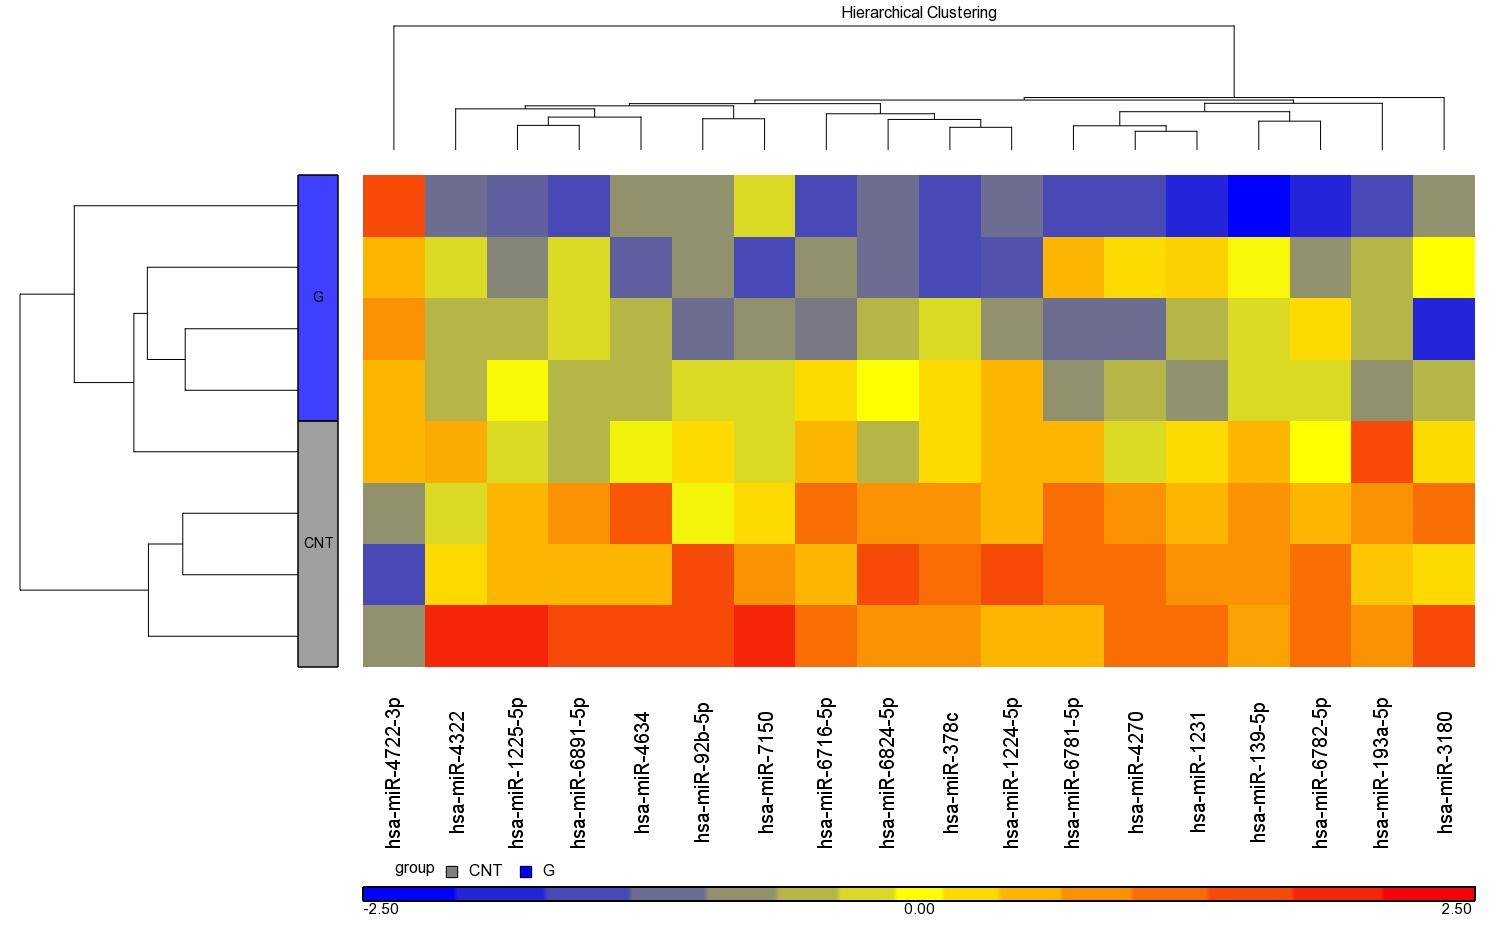 Hierarchical Clustering
G
CNT
hsa-miR-4722-3p
hsa-miR-4322
hsa-miR-1225-5p
hsa-miR-6891-5p
hsa-miR-4634
hsa-miR-92b-5p
hsa-miR-7150
hsa-miR-6716-5p
hsa-miR-6824-5p
hsa-miR-378c
hsa-miR-1224-5p
hsa-miR-6781-5p
hsa-miR-4270
hsa-miR-1231
hsa-miR-139-5p
hsa-miR-6782-5p
hsa-miR-193a-5p
hsa-miR-3180
group CNT G
-2.50 0.00 2.50